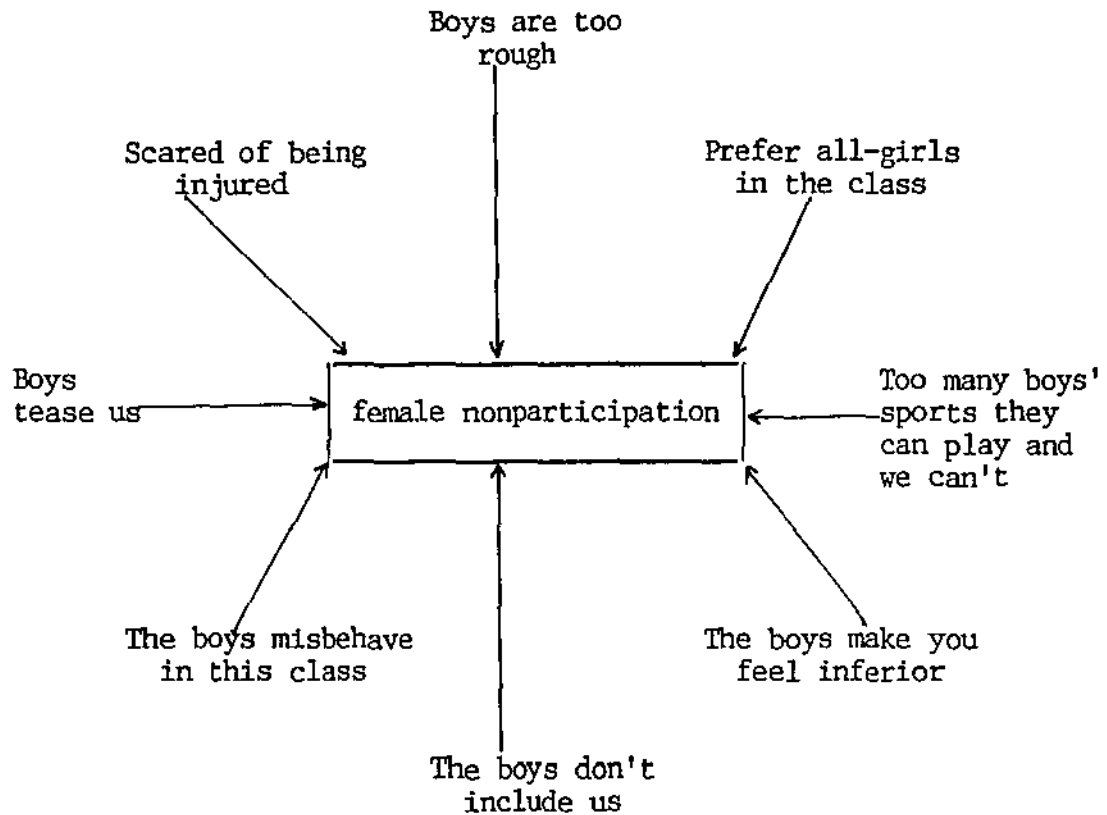 Boys are too
rough
Scared of being
injured
Prefer all-girls
in the class
Boys
tease us
female nonparticipation
Too many boys'
sports they
can play and
we can't
The boys misbehave
in this class
The boys make you
feel inferior
The boys don't
include us